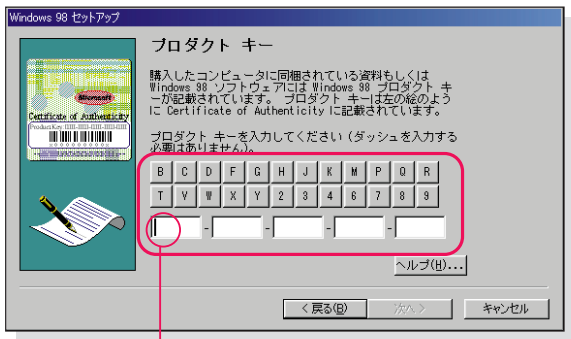 Windows 98 セットアップ
プロダクト キー
購入したコンピュータに同梱されている資料もしくは
Windows 98 ソフトウェアには Windows 98 プロダクト キ
ーが記載されています。 プロダクト キーは左の絵のよう
に Certificate of Authenticity に記載されています。
プロダクト キーを入力してください (ダッシュを入力する
必要はありません)。
Microsoft
Certificate of Authenticity
B C D F G H J K M P Q R
T V W X Y 2 3 4 6 7 8 9
- - - -
ヘルプ(H)...
< 戻る(B)
次へ >
キャンセル